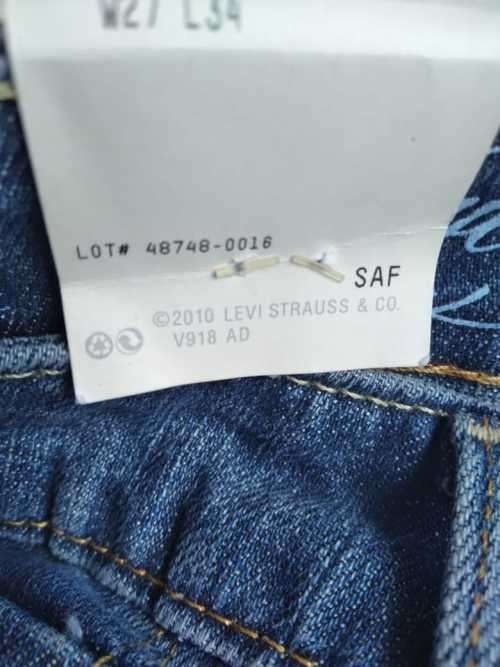 W27 L34
LOT# 48748-0016
SAF
©2010 LEVI STRAUSS & CO.
V918 AD